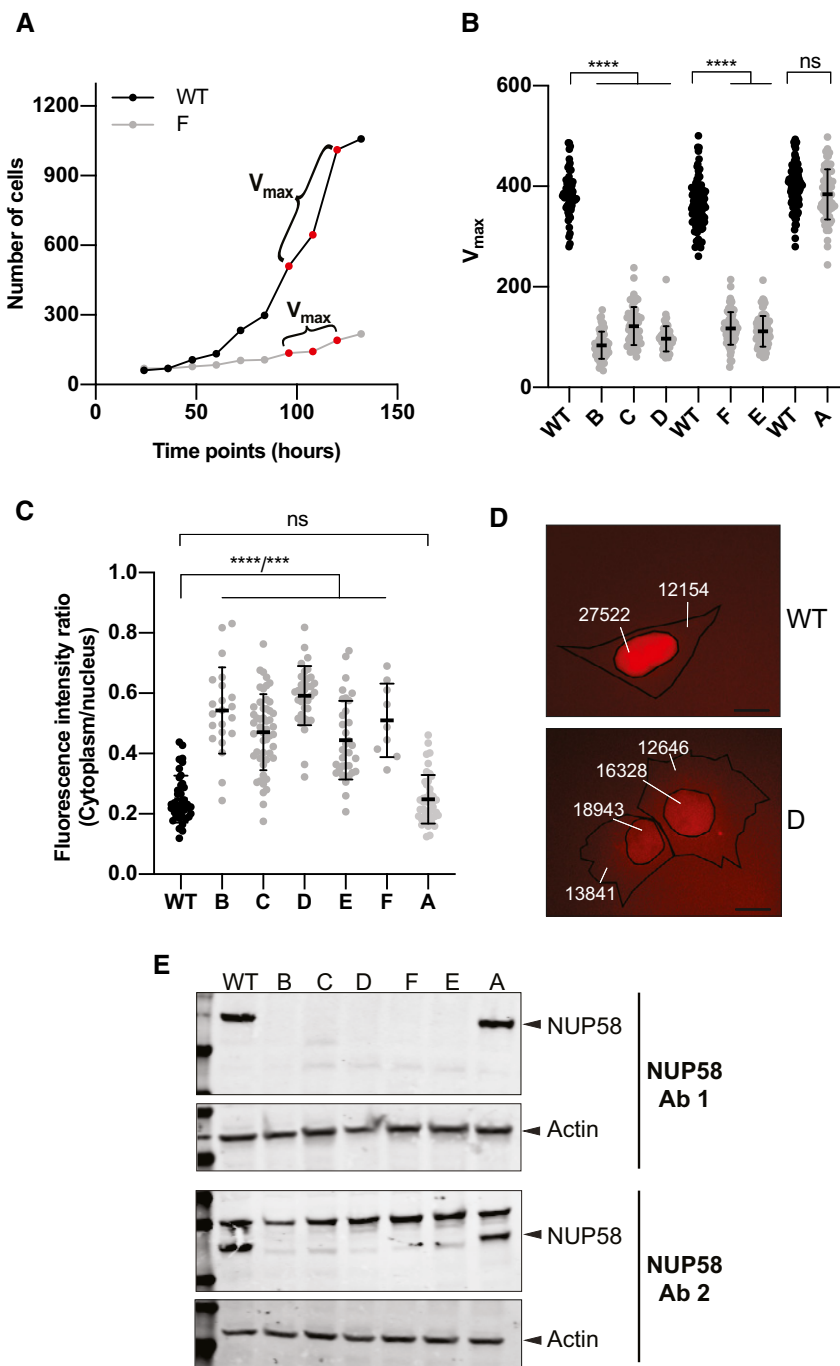 A
WT
F
Number of cells
1200
900
600
300
0
Vmax
Vmax
0
50
100
150
Time points (hours)
B
****
****
ns
Vmax
600
400
200
0
WT
B
C
D
WT
F
E
WT
A
C
ns
****/***
Fluorescence intensity ratio
(Cytoplasm/nucleus)
1.0
0.8
0.6
0.4
0.2
0.0
WT
B
C
D
E
F
A
D
12154
27522
WT
12646
16328
18943
13841
D
E
WT B C D F E A
NUP58
Actin
NUP58
Ab 1
NUP58
Actin
NUP58
Ab 2